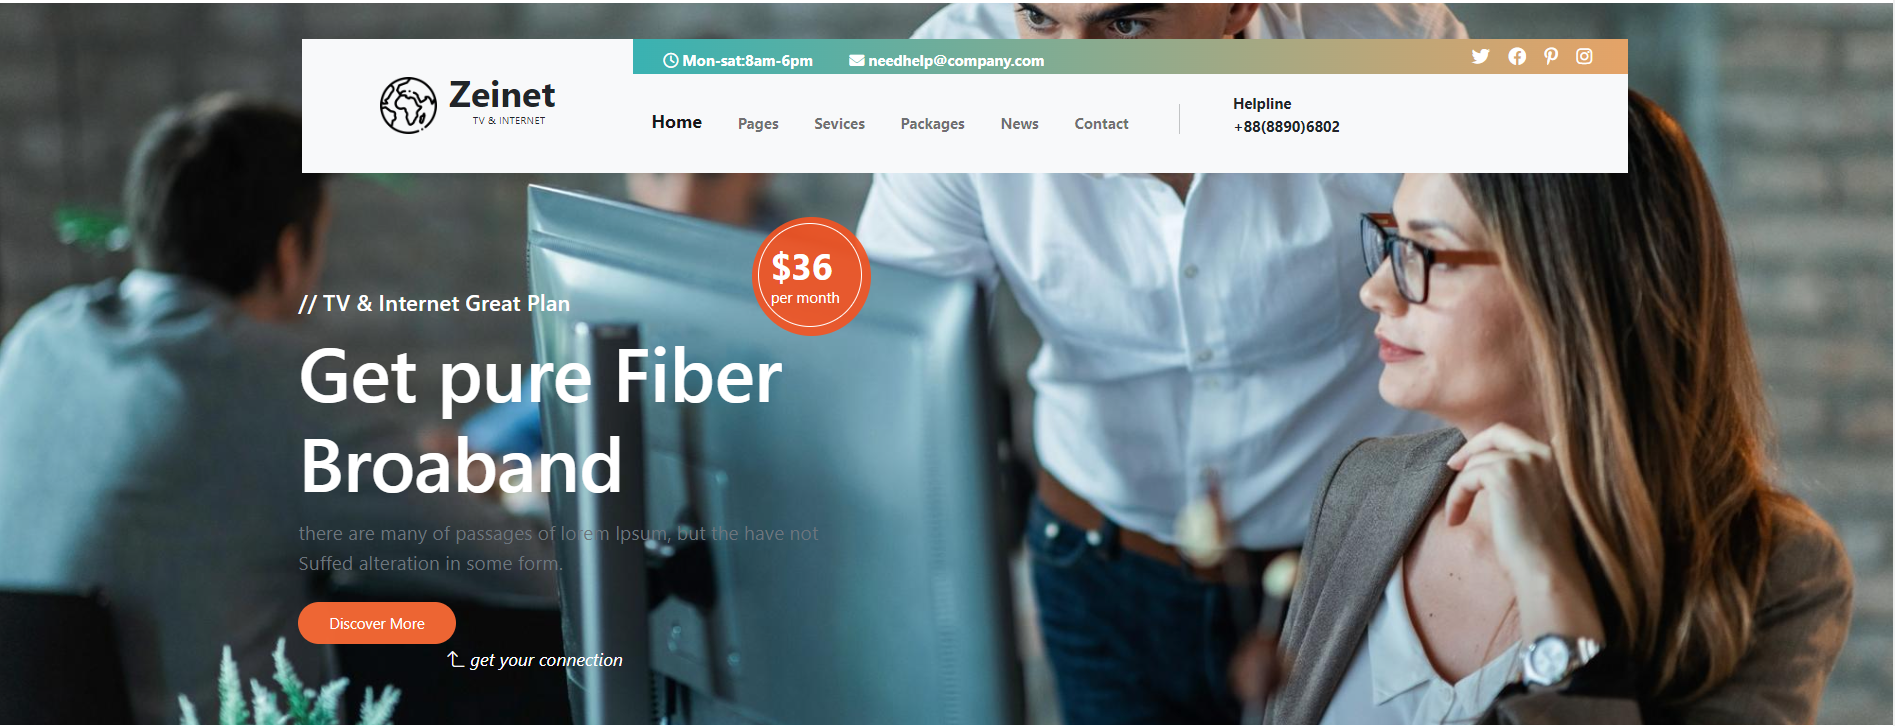 Mon-sat:8am-6pm needhelp@company.com
Zeinet
TV & INTERNET
Home Pages Sevices Packages News Contact
Helpline
+88(8890)6802
$36
per month
// TV & Internet Great Plan
Get pure Fiber
Broaband
there are many of passages of lorem Ipsum, but the have not
Suffed alteration in some form.
Discover More
get your connection